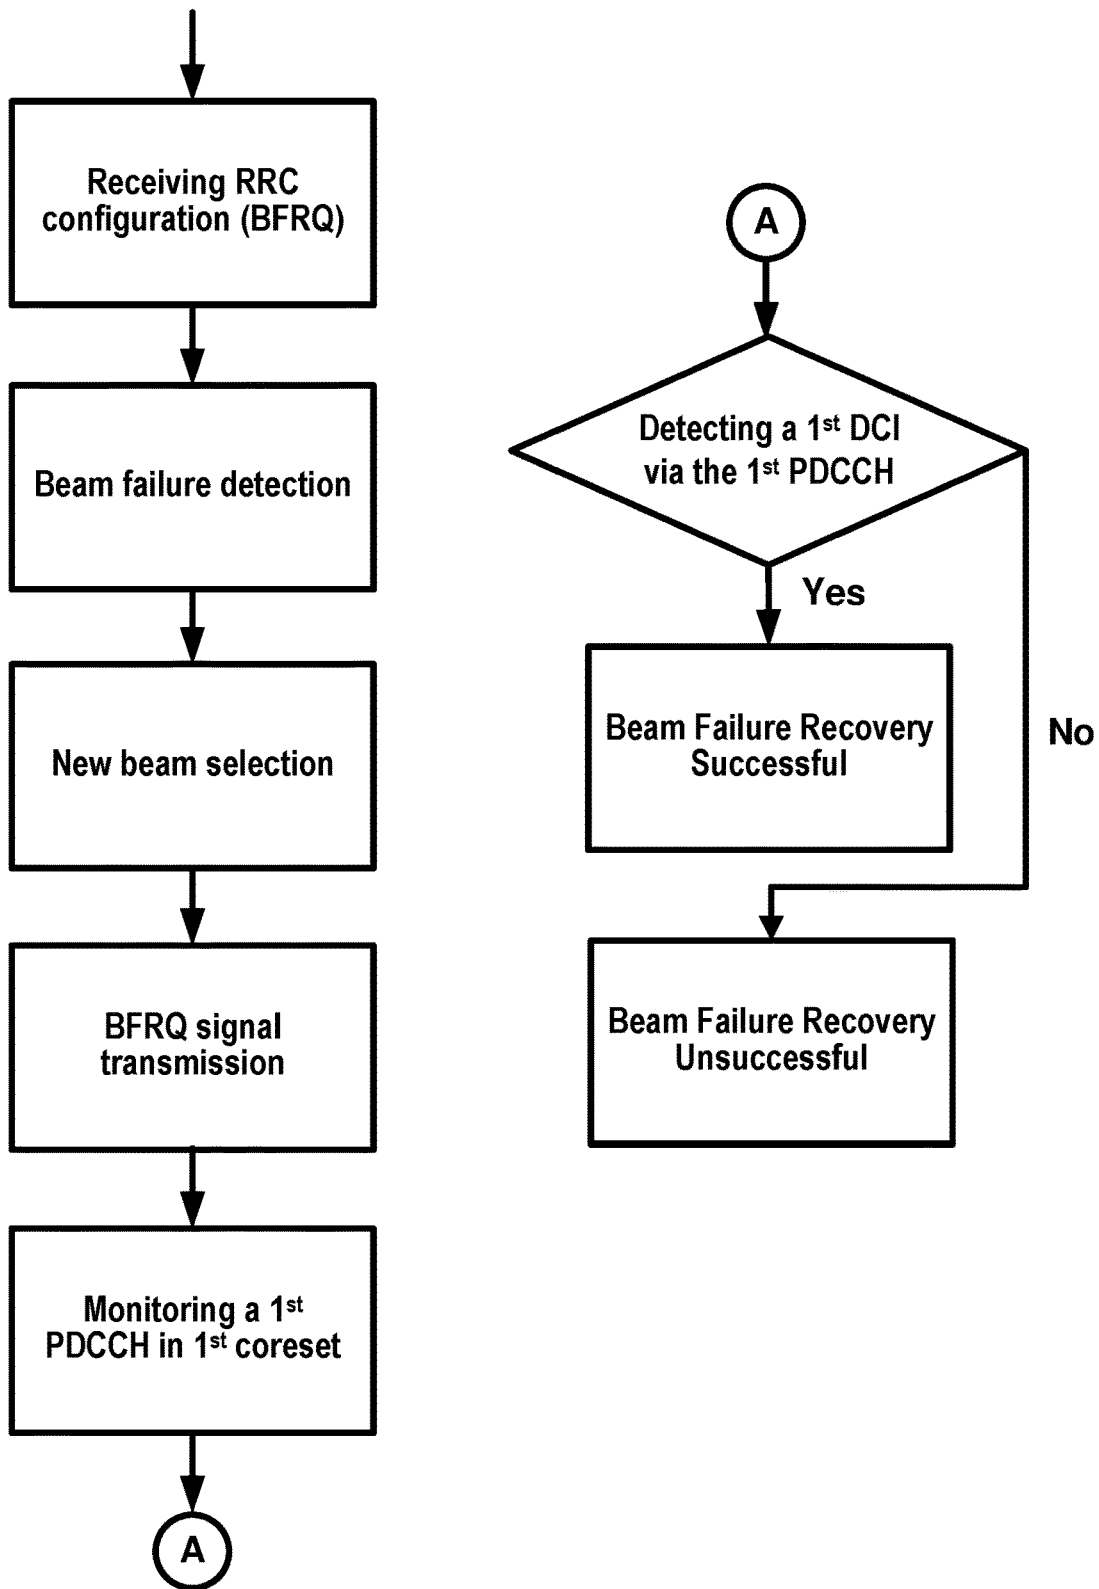 Receiving RRC
configuration (BFRQ)
Beam failure detection
New beam selection
BFRQ signal
transmission
Monitoring a 1st
PDCCH in 1st coreset
A
A
Detecting a 1st DCI
via the 1st PDCCH
Yes
Beam Failure Recovery
Successful
No
Beam Failure Recovery
Unsuccessful